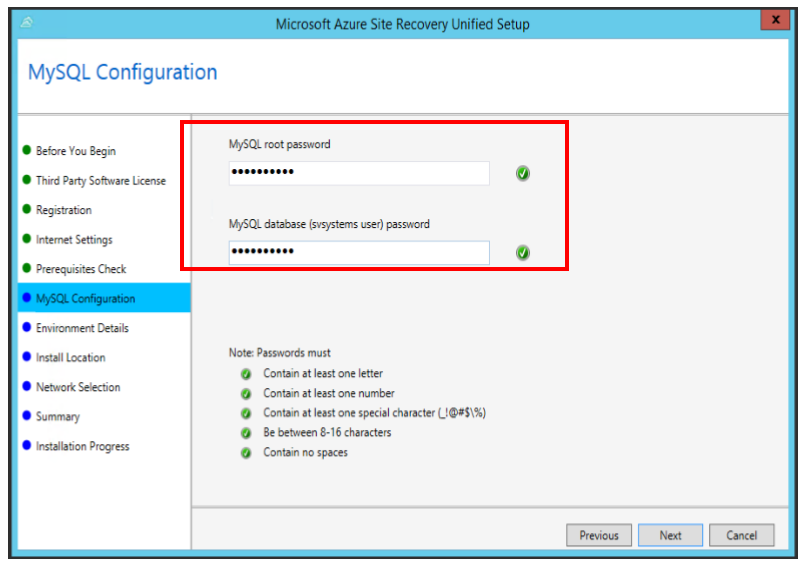 Microsoft Azure Site Recovery Unified Setup
x
MySQL Configuration
Before You Begin
Third Party Software License
Registration
Internet Settings
Prerequisites Check
MySQL Configuration
Environment Details
Install Location
Network Selection
Summary
Installation Progress
MySQL root password
••••••••••
MySQL database (svsystems user) password
••••••••••
Note: Passwords must
Contain at least one letter
Contain at least one number
Contain at least one special character (_!@#$\%)
Be between 8-16 characters
Contain no spaces
Previous
Next
Cancel